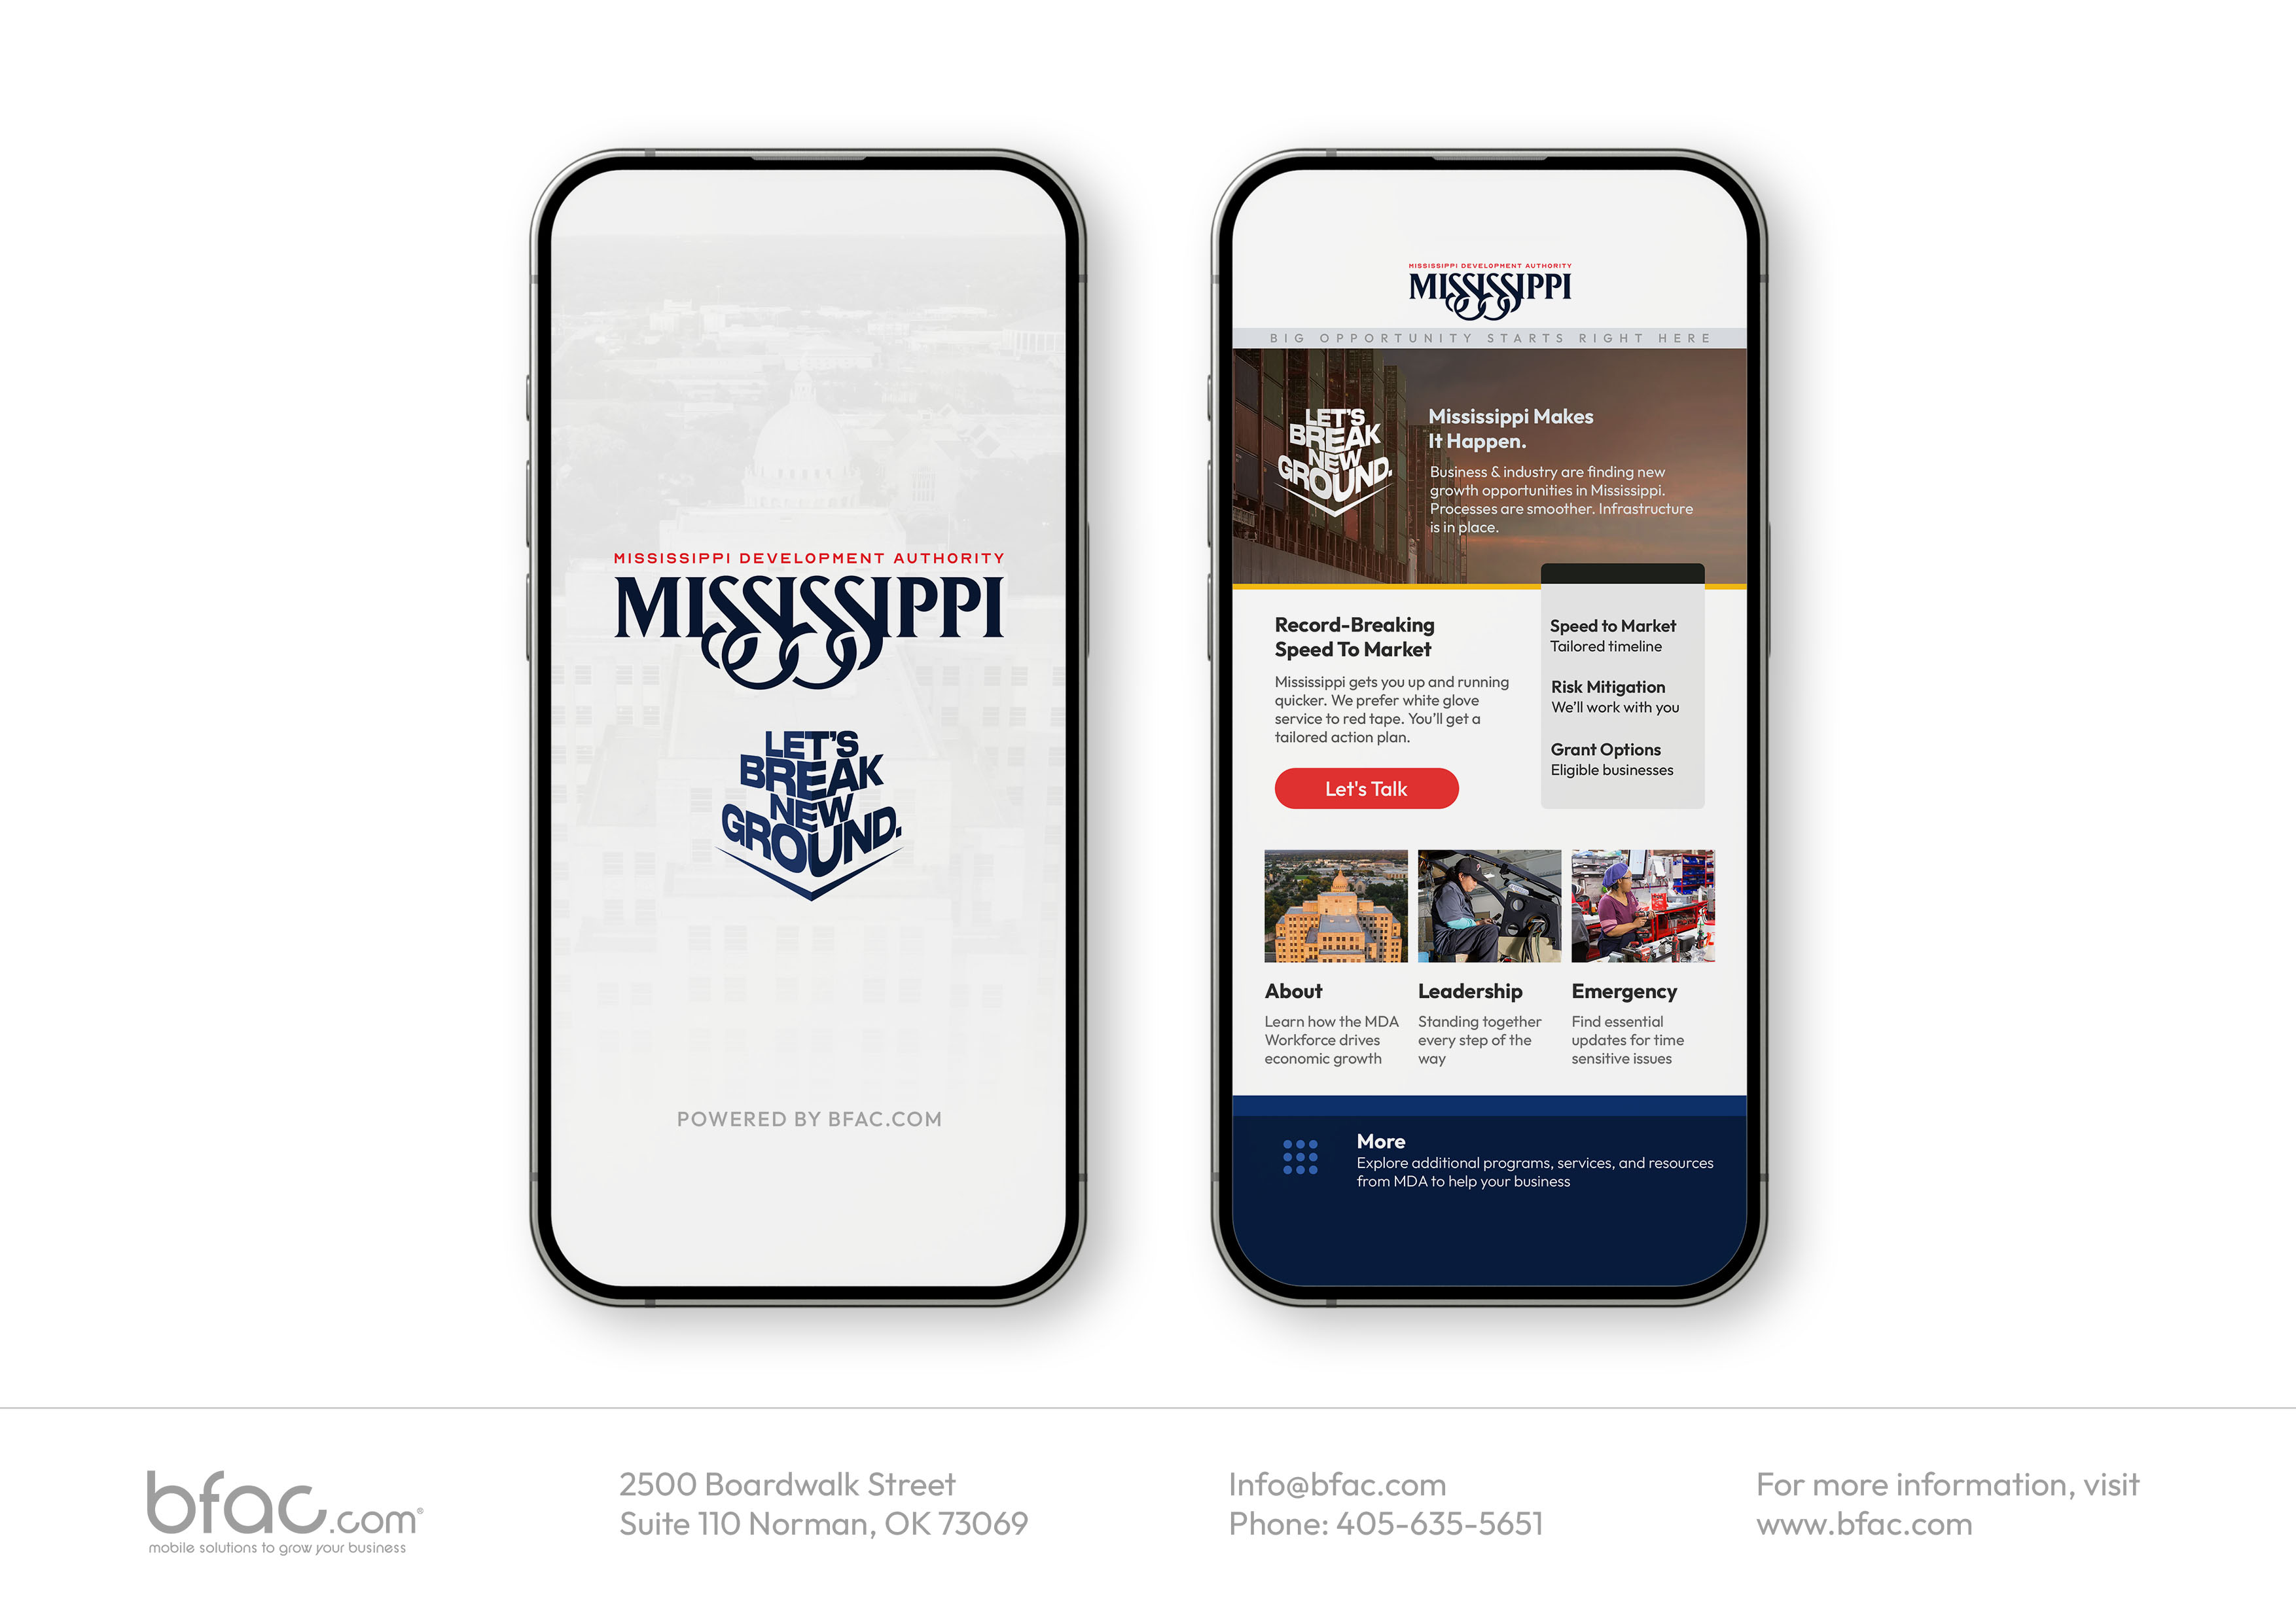 MISSISSIPPI DEVELOPMENT AUTHORITY
MISSISSIPPI
LET'S
BREAK
NEW
GROUND.
POWERED BY BFAC.COM
MISSISSIPPI DEVELOPMENT AUTHORITY
MISSISSIPPI
BIG OPPORTUNITY STARTS RIGHT HERE
LET'S
BREAK
NEW
GROUND.
Mississippi Makes
It Happen.
Business & industry are finding new
growth opportunities in Mississippi.
Processes are smoother. Infrastructure
is in place.
Record-Breaking
Speed To Market
Mississippi gets you up and running
quicker. We prefer white glove
service to red tape. You'll get a
tailored action plan.
Let's Talk
Speed to Market
Tailored timeline
Risk Mitigation
We'll work with you
Grant Options
Eligible businesses
About
Learn how the MDA
Workforce drives
economic growth
Leadership
Standing together
every step of the
way
Emergency
Find essential
updates for time
sensitive issues
More
Explore additional programs, services, and resources
from MDA to help your business
bfac.com®
mobile solutions to grow your business
2500 Boardwalk Street
Suite 110 Norman, OK 73069
Info@bfac.com
Phone: 405-635-5651
For more information, visit
www.bfac.com